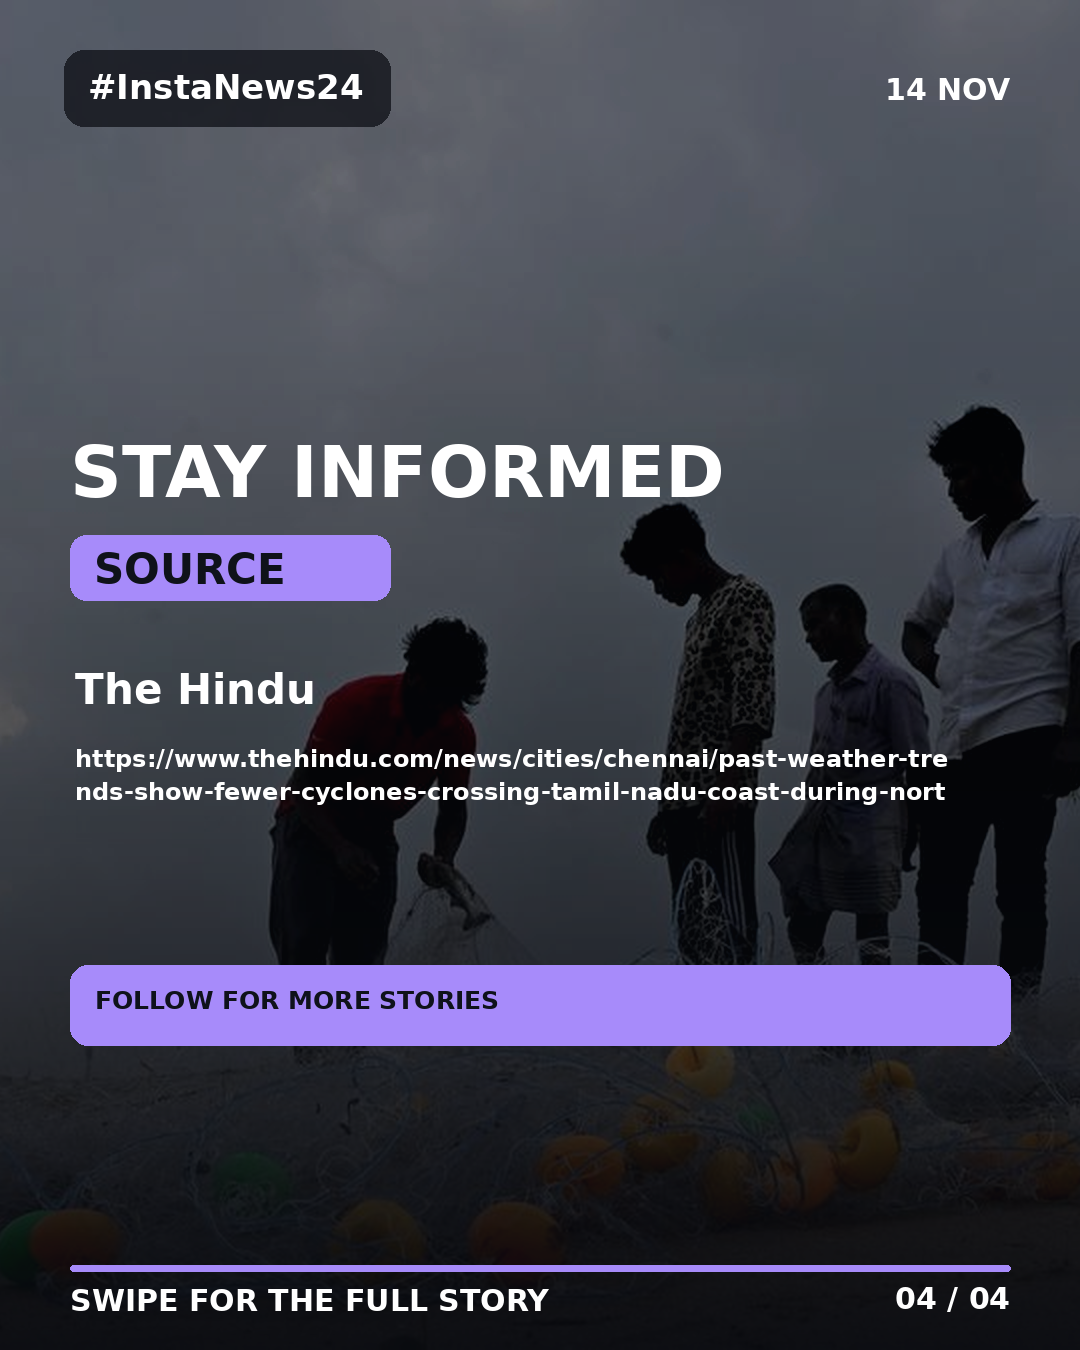 #InstaNews24
14 NOV
STAY INFORMED
SOURCE
The Hindu
https://www.thehindu.com/news/cities/chennai/past-weather-tre
nds-show-fewer-cyclones-crossing-tamil-nadu-coast-during-nort
FOLLOW FOR MORE STORIES
SWIPE FOR THE FULL STORY
04 / 04